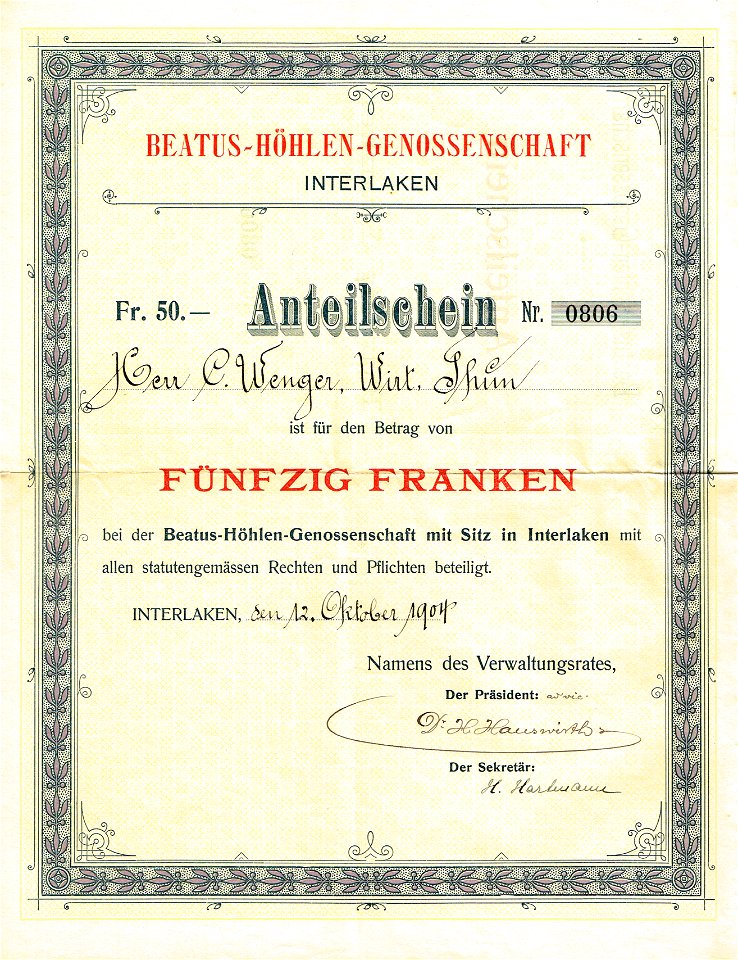 BEATUS-HÖHLEN-GENOSSENSCHAFT
INTERLAKEN
Fr. 50.— Anteilschein Nr. 0806
Herr C. Wenger, Wirt, Thun
ist für den Betrag von
FÜNFZIG FRANKEN
bei der Beatus-Höhlen-Genossenschaft mit Sitz in Interlaken mit
allen statutengemässen Rechten und Pflichten beteiligt.
INTERLAKEN, den 12. Oktober 1904
Namens des Verwaltungsrates,
Der Präsident:
Dr. H. Hauswirth
Der Sekretär:
H. Hartmann